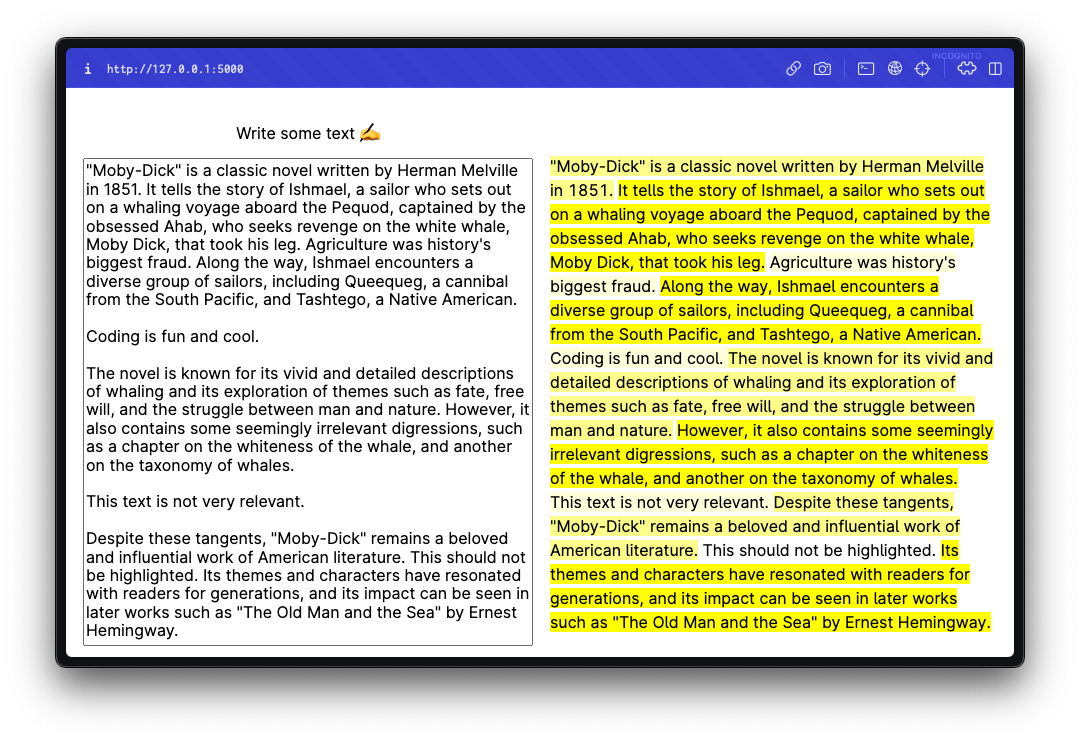 INCOGNITO
i http://127.0.0.1:5000
Write some text ✍️
"Moby-Dick" is a classic novel written by Herman Melville
in 1851. It tells the story of Ishmael, a sailor who sets out
on a whaling voyage aboard the Pequod, captained by the
obsessed Ahab, who seeks revenge on the white whale,
Moby Dick, that took his leg. Agriculture was history's
biggest fraud. Along the way, Ishmael encounters a
diverse group of sailors, including Queequeg, a cannibal
from the South Pacific, and Tashtego, a Native American.
Coding is fun and cool.
The novel is known for its vivid and detailed descriptions
of whaling and its exploration of themes such as fate, free
will, and the struggle between man and nature. However, it
also contains some seemingly irrelevant digressions, such
as a chapter on the whiteness of the whale, and another
on the taxonomy of whales.
This text is not very relevant.
Despite these tangents, "Moby-Dick" remains a beloved
and influential work of American literature. This should not
be highlighted. Its themes and characters have resonated
with readers for generations, and its impact can be seen in
later works such as "The Old Man and the Sea" by Ernest
Hemingway.
"Moby-Dick" is a classic novel written by Herman Melville
in 1851. It tells the story of Ishmael, a sailor who sets out
on a whaling voyage aboard the Pequod, captained by the
obsessed Ahab, who seeks revenge on the white whale,
Moby Dick, that took his leg. Agriculture was history's
biggest fraud. Along the way, Ishmael encounters a
diverse group of sailors, including Queequeg, a cannibal
from the South Pacific, and Tashtego, a Native American.
Coding is fun and cool. The novel is known for its vivid and
detailed descriptions of whaling and its exploration of
themes such as fate, free will, and the struggle between
man and nature. However, it also contains some seemingly
irrelevant digressions, such as a chapter on the whiteness
of the whale, and another on the taxonomy of whales.
This text is not very relevant. Despite these tangents,
"Moby-Dick" remains a beloved and influential work of
American literature. This should not be highlighted. Its
themes and characters have resonated with readers for
generations, and its impact can be seen in later works
such as "The Old Man and the Sea" by Ernest Hemingway.